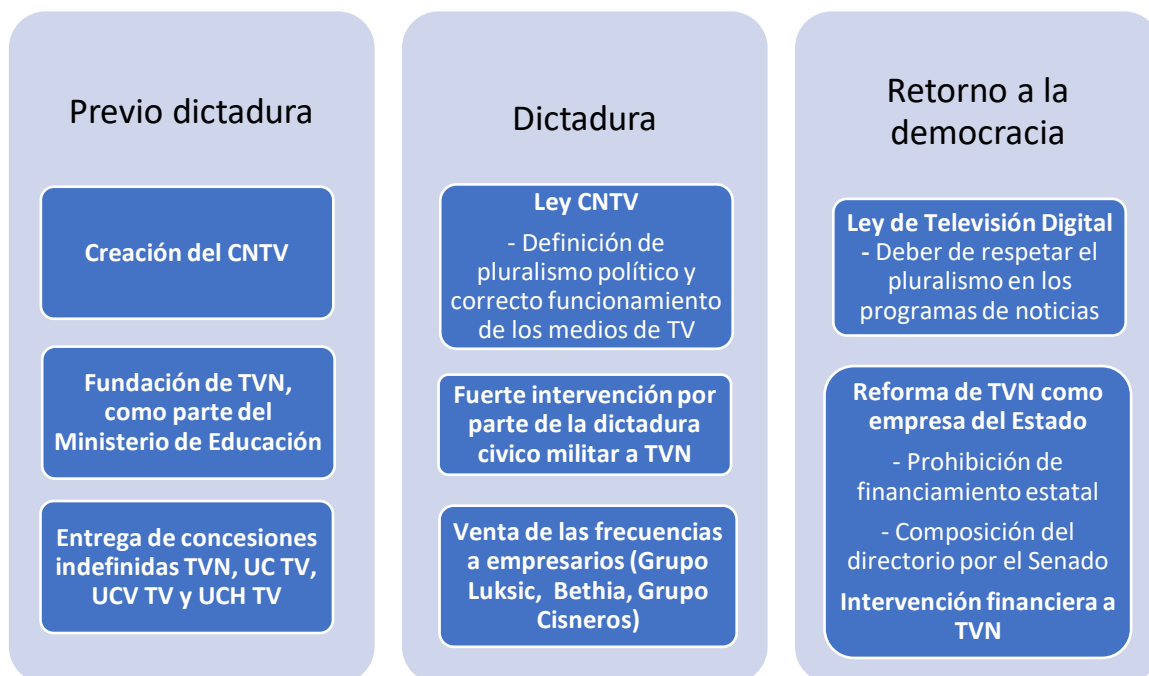 Previo dictadura
Creación del CNTV
Fundación de TVN,
como parte del
Ministerio de Educación
Entrega de concesiones
indefinidas TVN, UC TV,
UCV TV y UCH TV
Dictadura
Ley CNTV
- Definición de
pluralismo político y
correcto funcionamiento
de los medios de TV
Fuerte intervención por
parte de la dictadura
civico militar a TVN
Venta de las frecuencias
a empresarios (Grupo
Luksic, Bethia, Grupo
Cisneros)
Retorno a la
democracia
Ley de Televisión Digital
- Deber de respetar el
pluralismo en los
programas de noticias
Reforma de TVN como
empresa del Estado
- Prohibición de
financiamiento estatal
- Composición del
directorio por el Senado
Intervención financiera a
TVN